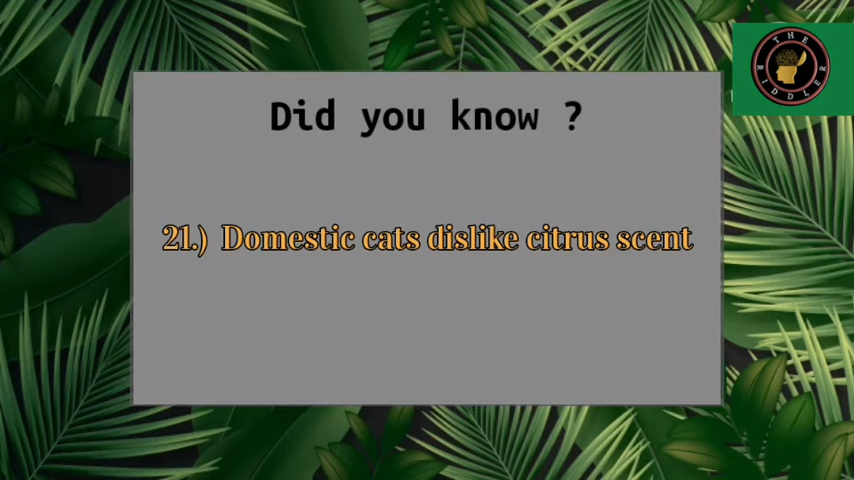 THE
RIDDLER
Did you know ?
21.) Domestic cats dislike citrus scent